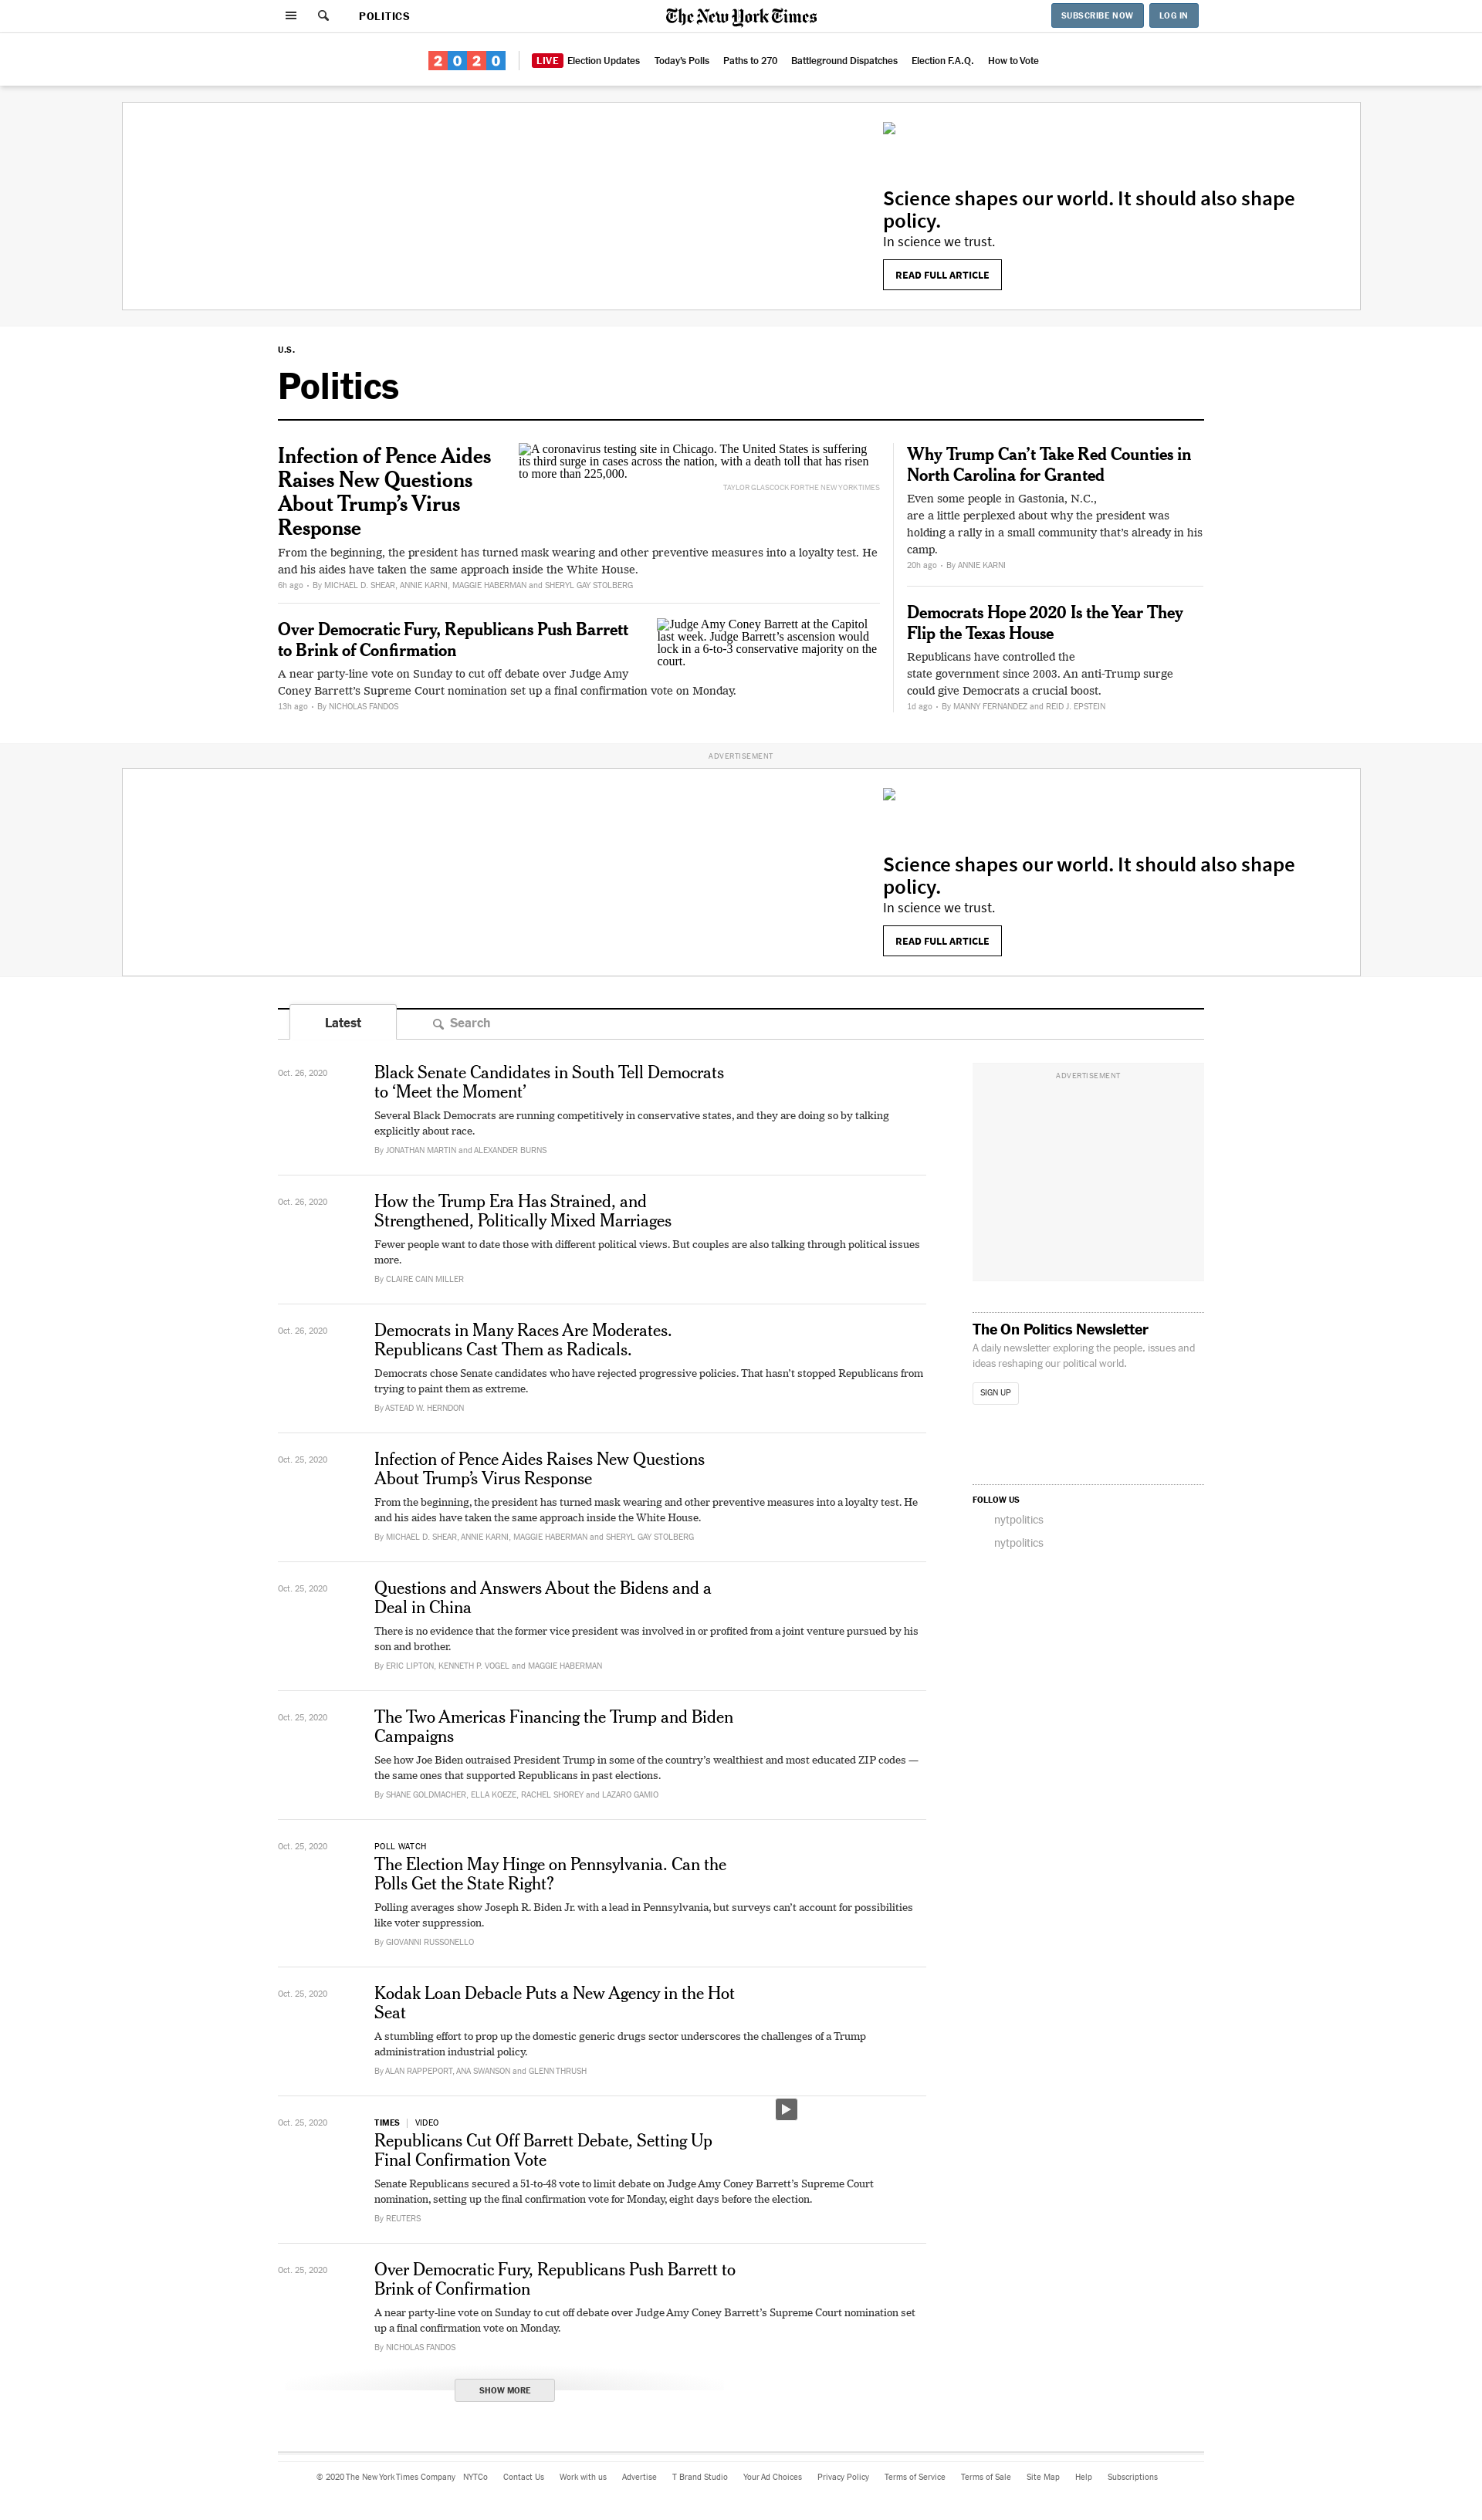 POLITICS
The New York Times
SUBSCRIBE NOW
LOG IN
2020
LIVE Election Updates
Today's Polls
Paths to 270
Battleground Dispatches
Election F.A.Q.
How to Vote
Science shapes our world. It should also shape
policy.
In science we trust.
READ FULL ARTICLE
U.S.
Politics
Infection of Pence Aides
Raises New Questions
About Trump’s Virus
Response
A coronavirus testing site in Chicago. The United States is suffering
its third surge in cases across the nation, with a death toll that has risen
to more than 225,000.
TAYLOR GLASCOCK FOR THE NEW YORK TIMES
From the beginning, the president has turned mask wearing and other preventive measures into a loyalty test. He
and his aides have taken the same approach inside the White House.
6h ago • By MICHAEL D. SHEAR, ANNIE KARNI, MAGGIE HABERMAN and SHERYL GAY STOLBERG
Over Democratic Fury, Republicans Push Barrett
to Brink of Confirmation
Judge Amy Coney Barrett at the Capitol
last week. Judge Barrett’s ascension would
lock in a 6-to-3 conservative majority on the
court.
A near party-line vote on Sunday to cut off debate over Judge Amy
Coney Barrett’s Supreme Court nomination set up a final confirmation vote on Monday.
13h ago • By NICHOLAS FANDOS
Why Trump Can’t Take Red Counties in
North Carolina for Granted
Even some people in Gastonia, N.C.,
are a little perplexed about why the president was
holding a rally in a small community that’s already in his
camp.
20h ago • By ANNIE KARNI
Democrats Hope 2020 Is the Year They
Flip the Texas House
Republicans have controlled the
state government since 2003. An anti-Trump surge
could give Democrats a crucial boost.
1d ago • By MANNY FERNANDEZ and REID J. EPSTEIN
ADVERTISEMENT
Science shapes our world. It should also shape
policy.
In science we trust.
READ FULL ARTICLE
Latest
Search
Oct. 26, 2020
Black Senate Candidates in South Tell Democrats
to ‘Meet the Moment’
Several Black Democrats are running competitively in conservative states, and they are doing so by talking
explicitly about race.
By JONATHAN MARTIN and ALEXANDER BURNS
Oct. 26, 2020
How the Trump Era Has Strained, and
Strengthened, Politically Mixed Marriages
Fewer people want to date those with different political views. But couples are also talking through political issues
more.
By CLAIRE CAIN MILLER
Oct. 26, 2020
Democrats in Many Races Are Moderates.
Republicans Cast Them as Radicals.
Democrats chose Senate candidates who have rejected progressive policies. That hasn’t stopped Republicans from
trying to paint them as extreme.
By ASTEAD W. HERNDON
Oct. 25, 2020
Infection of Pence Aides Raises New Questions
About Trump’s Virus Response
From the beginning, the president has turned mask wearing and other preventive measures into a loyalty test. He
and his aides have taken the same approach inside the White House.
By MICHAEL D. SHEAR, ANNIE KARNI, MAGGIE HABERMAN and SHERYL GAY STOLBERG
Oct. 25, 2020
Questions and Answers About the Bidens and a
Deal in China
There is no evidence that the former vice president was involved in or profited from a joint venture pursued by his
son and brother.
By ERIC LIPTON, KENNETH P. VOGEL and MAGGIE HABERMAN
Oct. 25, 2020
The Two Americas Financing the Trump and Biden
Campaigns
See how Joe Biden outraised President Trump in some of the country’s wealthiest and most educated ZIP codes —
the same ones that supported Republicans in past elections.
By SHANE GOLDMACHER, ELLA KOEZE, RACHEL SHOREY and LAZARO GAMIO
Oct. 25, 2020
POLL WATCH
The Election May Hinge on Pennsylvania. Can the
Polls Get the State Right?
Polling averages show Joseph R. Biden Jr. with a lead in Pennsylvania, but surveys can’t account for possibilities
like voter suppression.
By GIOVANNI RUSSONELLO
Oct. 25, 2020
Kodak Loan Debacle Puts a New Agency in the Hot
Seat
A stumbling effort to prop up the domestic generic drugs sector underscores the challenges of a Trump
administration industrial policy.
By ALAN RAPPEPORT, ANA SWANSON and GLENN THRUSH
Oct. 25, 2020
TIMES | VIDEO
Republicans Cut Off Barrett Debate, Setting Up
Final Confirmation Vote
Senate Republicans secured a 51-to-48 vote to limit debate on Judge Amy Coney Barrett’s Supreme Court
nomination, setting up the final confirmation vote for Monday, eight days before the election.
By REUTERS
Oct. 25, 2020
Over Democratic Fury, Republicans Push Barrett to
Brink of Confirmation
A near party-line vote on Sunday to cut off debate over Judge Amy Coney Barrett’s Supreme Court nomination set
up a final confirmation vote on Monday.
By NICHOLAS FANDOS
SHOW MORE
ADVERTISEMENT
The On Politics Newsletter
A daily newsletter exploring the people, issues and
ideas reshaping our political world.
SIGN UP
FOLLOW US
nytpolitics
nytpolitics
© 2020 The New York Times Company NYTCo Contact Us Work with us Advertise T Brand Studio Your Ad Choices Privacy Policy Terms of Service Terms of Sale Site Map Help Subscriptions